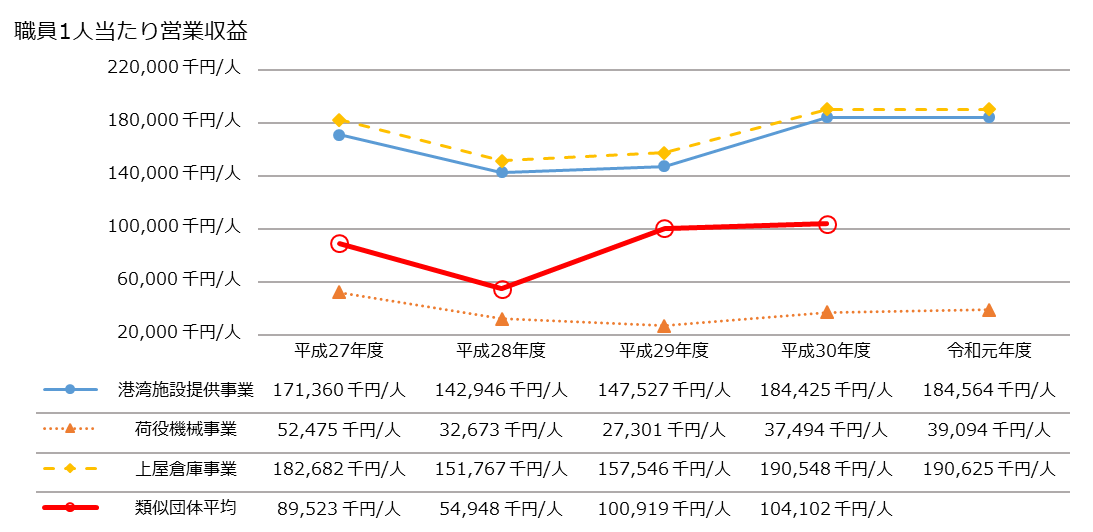 職員1人当たり営業収益
220,000 千円/人
180,000 千円/人
140,000 千円/人
100,000 千円/人
60,000 千円/人
20,000 千円/人
平成27年度 平成28年度 平成29年度 平成30年度 令和元年度
港湾施設提供事業 171,360 千円/人 142,946 千円/人 147,527 千円/人 184,425 千円/人 184,564 千円/人
荷役機械事業 52,475 千円/人 32,673 千円/人 27,301 千円/人 37,494 千円/人 39,094 千円/人
上屋倉庫事業 182,682 千円/人 151,767 千円/人 157,546 千円/人 190,548 千円/人 190,625 千円/人
類似団体平均 89,523 千円/人 54,948 千円/人 100,919 千円/人 104,102 千円/人